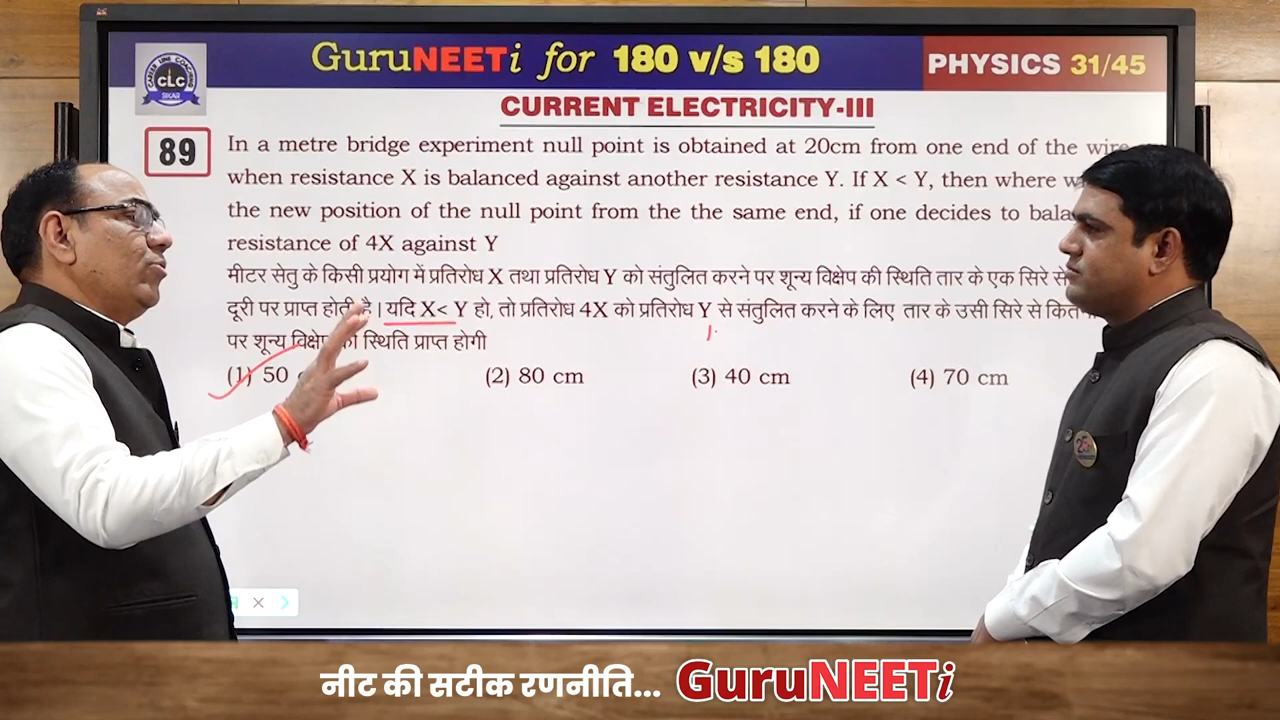 GuruNEETi for 180 v/s 180
PHYSICS 31/45
CLC
SIKAR
CURRENT ELECTRICITY-III
89
In a metre bridge experiment null point is obtained at 20cm from one end of the wire
when resistance X is balanced against another resistance Y. If X < Y, then where
the new position of the null point from the the same end, if one decides to
resistance of 4X against Y
मीटर सेतु के किसी प्रयोग में प्रतिरोध X तथा प्रतिरोध Y को संतुलित करने पर शून्य विक्षेप की स्थिति तार के एक सिरे से
दूरी पर प्राप्त होती है। यदि X< Y हो, तो प्रतिरोध 4X को प्रतिरोध Y से संतुलित करने के लिए तार के उसी सिरे से
पर शून्य विक्षेप स्थिति प्राप्त होगी
(1) 50 (2) 80 cm (3) 40 cm (4) 70 cm
नीट की सटीक रणनीति... GuruNEETi